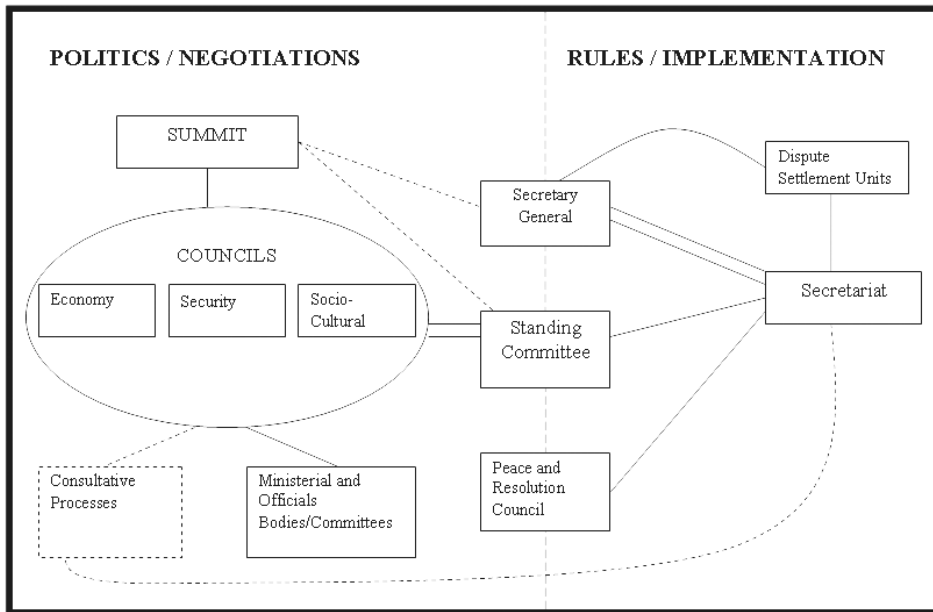 POLITICS / NEGOTIATIONS
RULES / IMPLEMENTATION
SUMMIT
Dispute
Settlement Units
Secretary
General
COUNCILS
Economy
Security
Socio-
Cultural
Secretariat
Standing
Committee
Consultative
Processes
Ministerial and
Officials
Bodies/Committees
Peace and
Resolution
Council